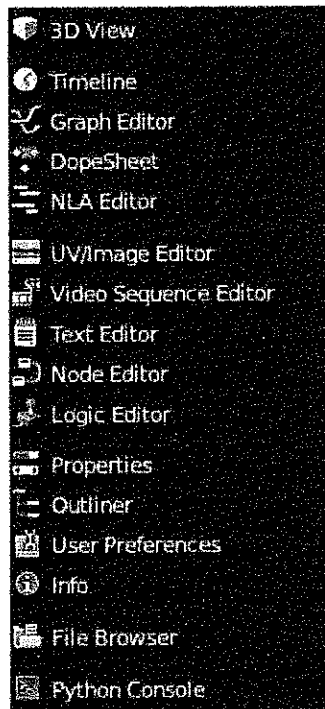 3D View
Timeline
Graph Editor
DopeSheet
NLA Editor
UV/Image Editor
Video Sequence Editor
Text Editor
Node Editor
Logic Editor
Properties
Outliner
User Preferences
Info
File Browser
Python Console